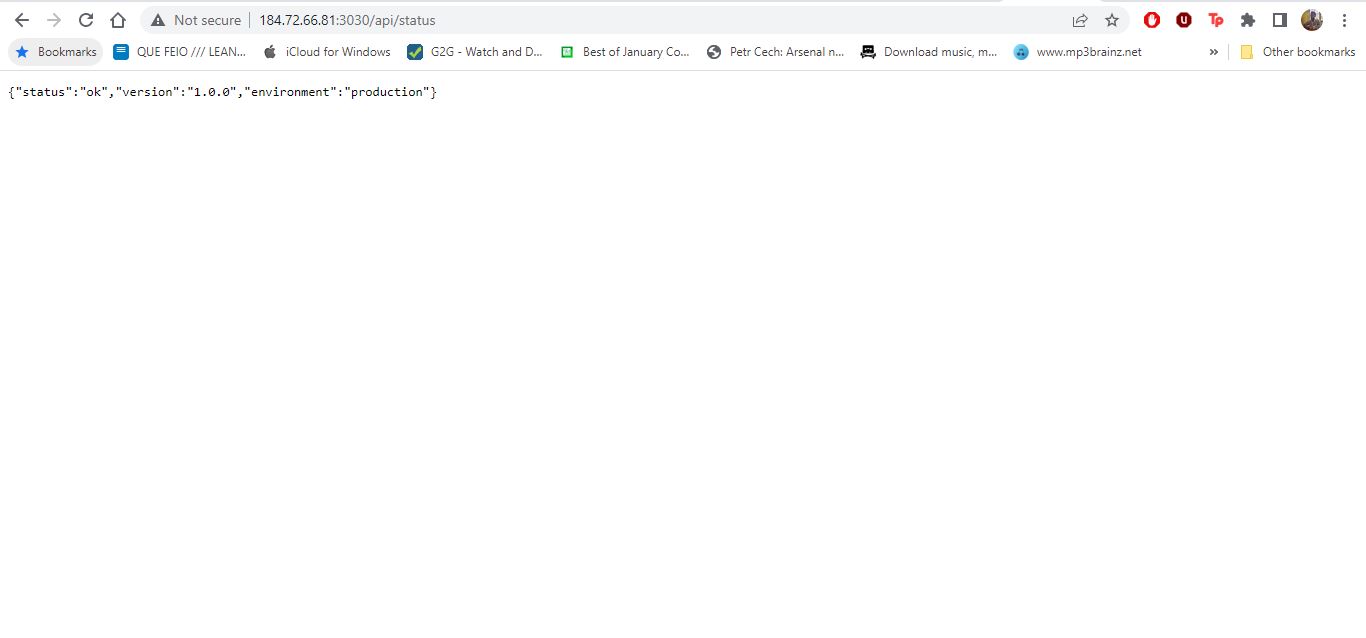 Not secure 184.72.66.81:3030/api/status
Bookmarks QUE FEIO /// LEAN... iCloud for Windows G2G - Watch and D... Best of January Co... Petr Cech: Arsenal n... Download music, m... www.mp3brainz.net » Other bookmarks
{"status":"ok","version":"1.0.0","environment":"production"}